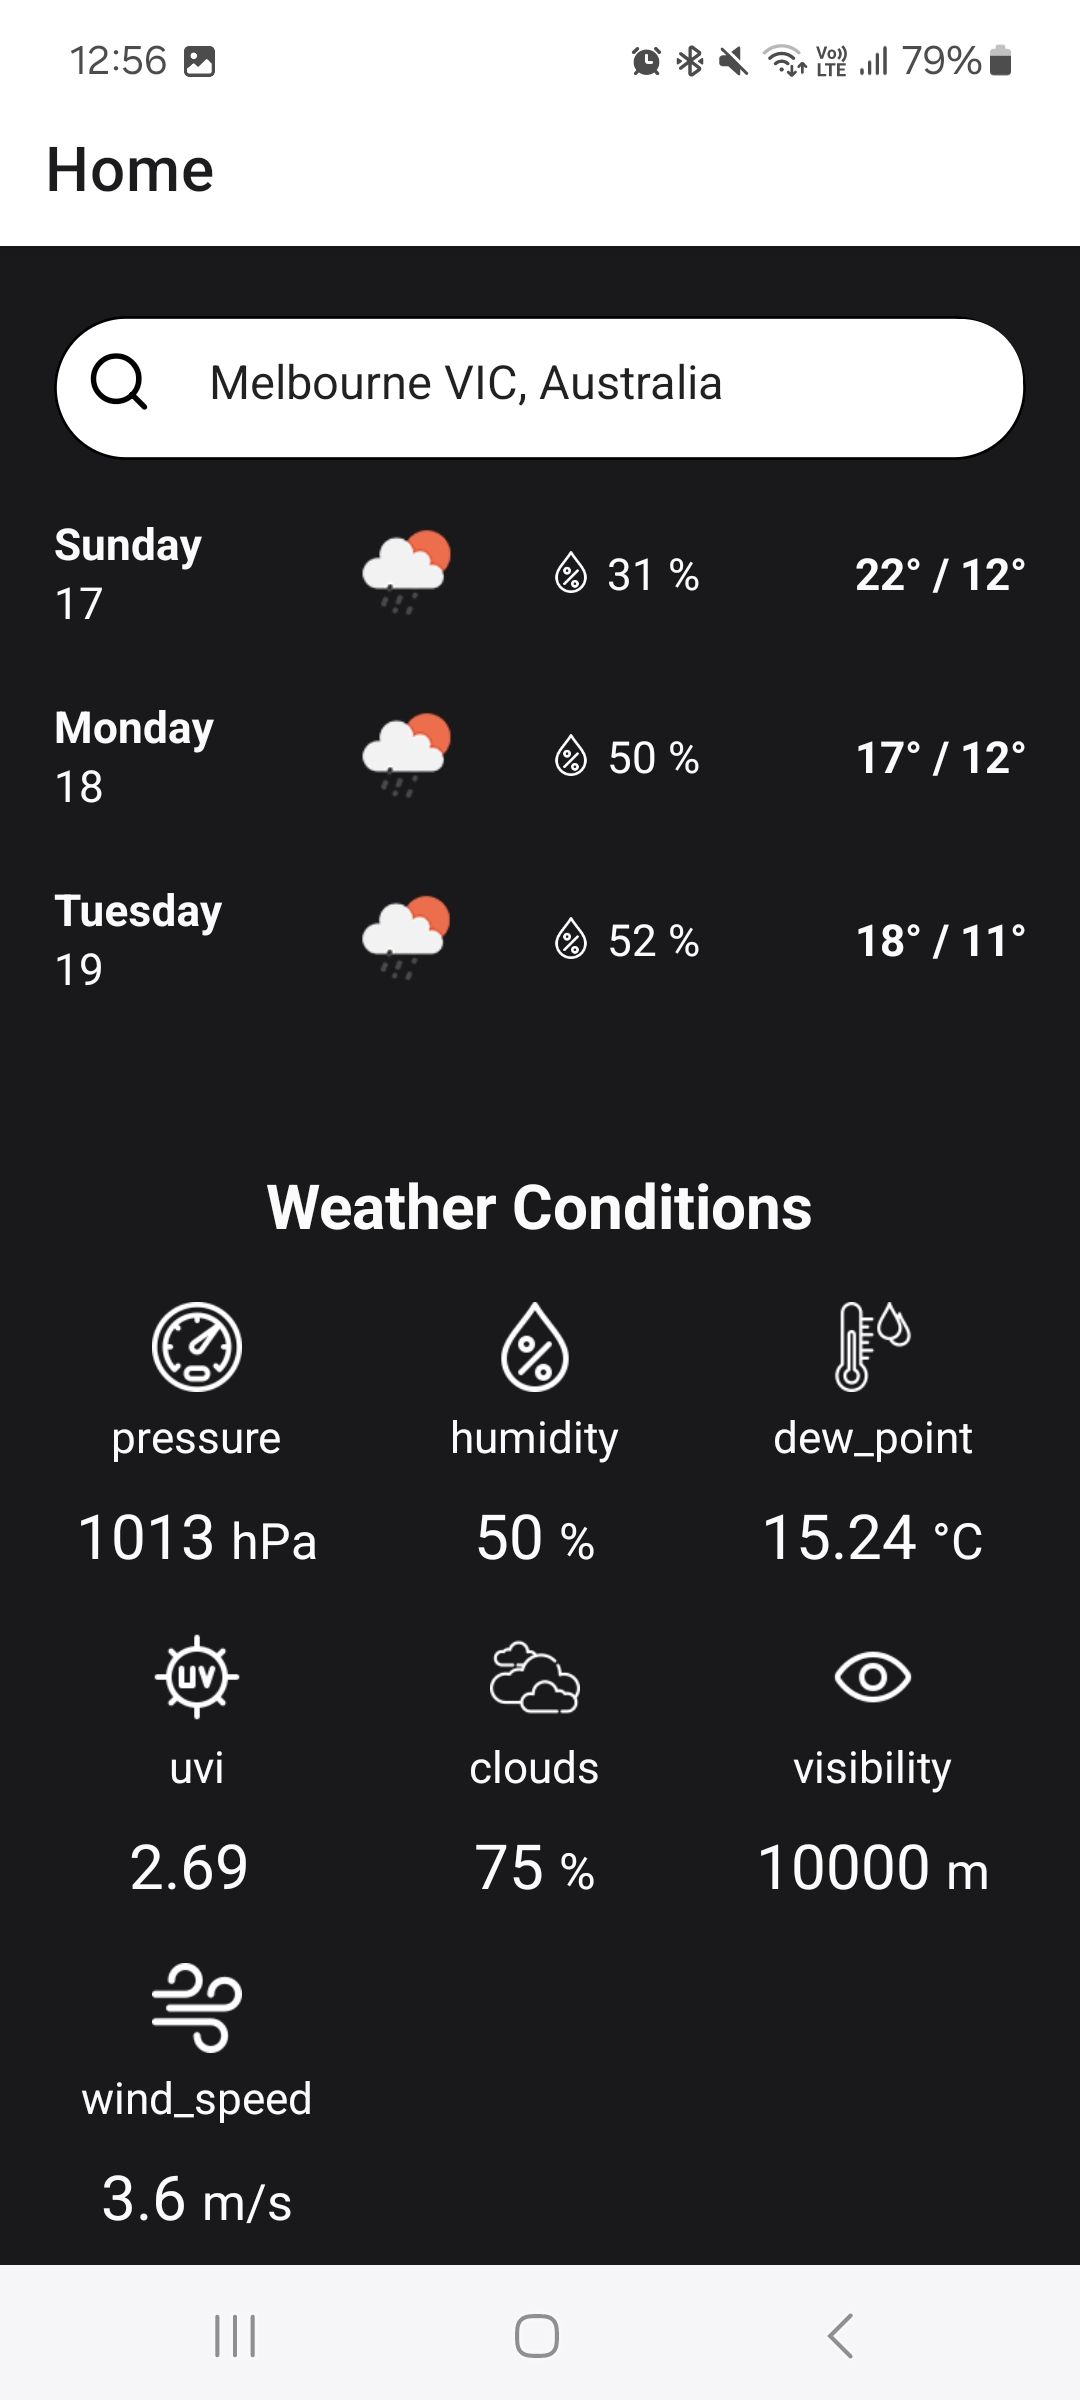 12:56 Vo)) LTE 79%
Home
Melbourne VIC, Australia
Sunday 31 % 22° / 12°
17
Monday 50 % 17° / 12°
18
Tuesday 52 % 18° / 11°
19
Weather Conditions
pressure humidity dew_point
1013 hPa 50 % 15.24 °C
UV
uvi clouds visibility
2.69 75 % 10000 m
wind_speed
3.6 m/s